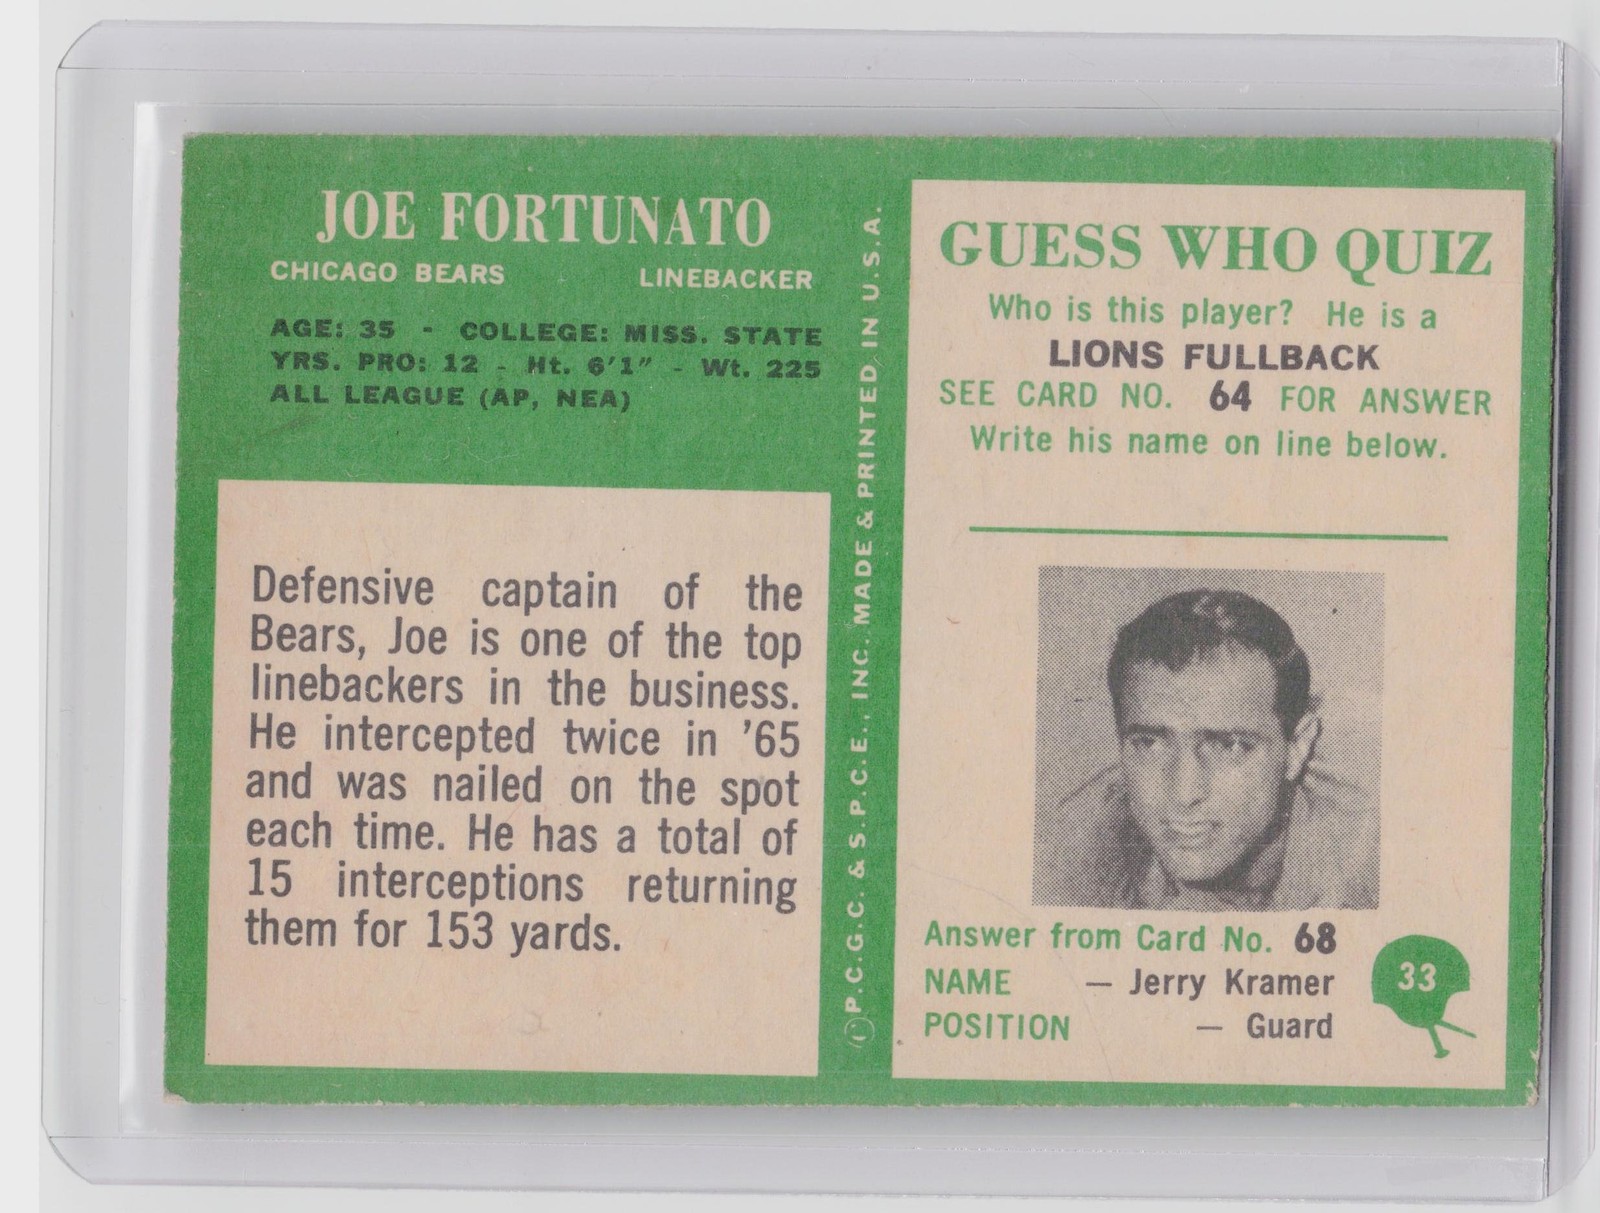 JOE FORTUNATO
CHICAGO BEARS LINEBACKER
AGE: 35 - COLLEGE: MISS. STATE
YRS. PRO: 12 - Ht. 6'1" - Wt. 225
ALL LEAGUE (AP, NEA)
Defensive captain of the
Bears, Joe is one of the top
linebackers in the business.
He intercepted twice in '65
and was nailed on the spot
each time. He has a total of
15 interceptions returning
them for 153 yards.
©P.C.G.C. & S.P.C.E., INC. MADE & PRINTED IN U.S.A.
GUESS WHO QUIZ
Who is this player? He is a
LIONS FULLBACK
SEE CARD NO. 64 FOR ANSWER
Write his name on line below.
Answer from Card No. 68
NAME — Jerry Kramer
POSITION — Guard
33